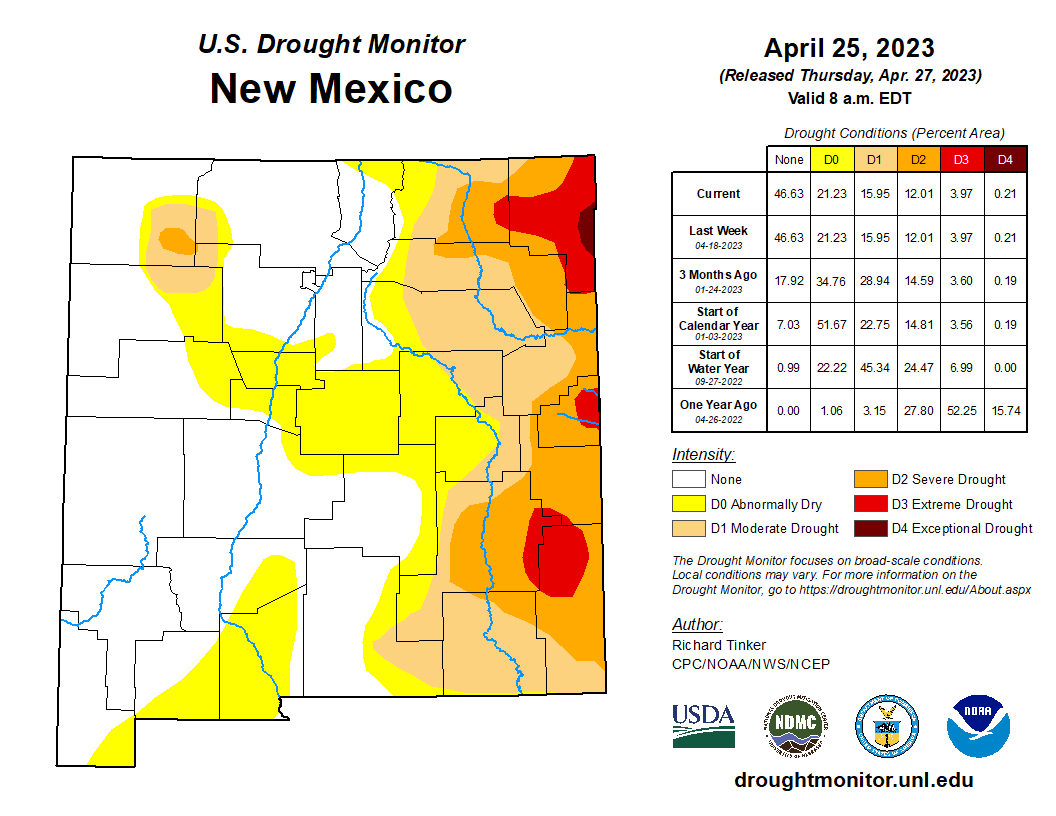 U.S. Drought Monitor
New Mexico
April 25, 2023
(Released Thursday, Apr. 27, 2023)
Valid 8 a.m. EDT
Drought Conditions (Percent Area)
None D0 D1 D2 D3 D4
Current 46.63 21.23 15.95 12.01 3.97 0.21
Last Week
04-18-2023 46.63 21.23 15.95 12.01 3.97 0.21
3 Months Ago
01-24-2023 17.92 34.76 28.94 14.59 3.60 0.19
Start of
Calendar Year
01-03-2023 7.03 51.67 22.75 14.81 3.56 0.19
Start of
Water Year
09-27-2022 0.99 22.22 45.34 24.47 6.99 0.00
One Year Ago
04-26-2022 0.00 1.06 3.15 27.80 52.25 15.74
Intensity:
None
D0 Abnormally Dry
D1 Moderate Drought
D2 Severe Drought
D3 Extreme Drought
D4 Exceptional Drought
The Drought Monitor focuses on broad-scale conditions.
Local conditions may vary. For more information on the
Drought Monitor, go to https://droughtmonitor.unl.edu/About.aspx
Author:
Richard Tinker
CPC/NOAA/NWS/NCEP
USDA
NDMC
NOAA
droughtmonitor.unl.edu